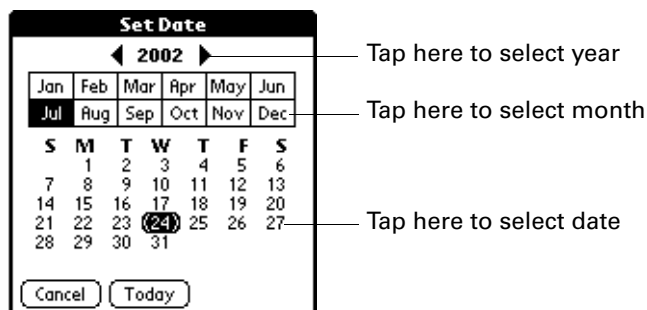 Set Date
2002
Tap here to select year
Jan Feb Mar Apr May Jun
Jul Aug Sep Oct Nov Dec
Tap here to select month
S M T W T F S
1 2 3 4 5 6
7 8 9 10 11 12 13
14 15 16 17 18 19 20
21 22 23 24 25 26 27
Tap here to select date
28 29 30 31
Cancel Today